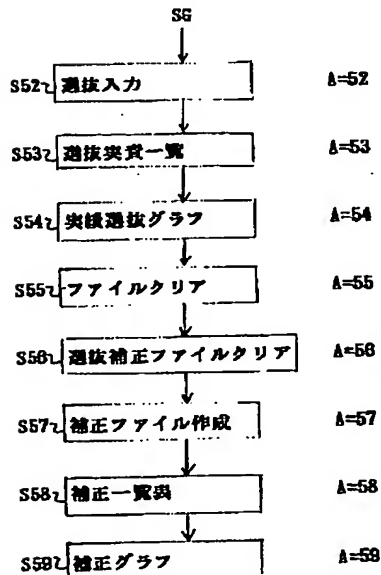 SG
S52 選抜入力 A=52
S53 選抜実費一覧 A=53
S54 実績選抜グラフ A=54
S55 ファイルクリア A=55
S56 選抜補正ファイルクリア A=56
S57 補正ファイル作成 A=57
S58 補正一覧表 A=58
S59 補正グラフ A=59